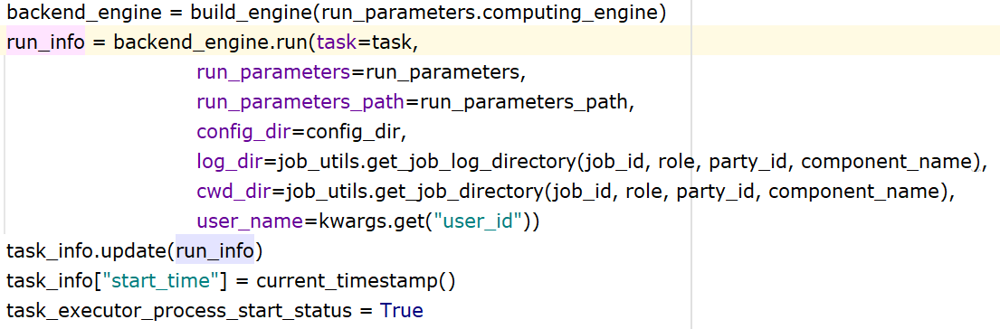 backend_engine = build_engine(run_parameters.computing_engine)
run_info = backend_engine.run(task=task,
run_parameters=run_parameters,
run_parameters_path=run_parameters_path,
config_dir=config_dir,
log_dir=job_utils.get_job_log_directory(job_id, role, party_id, component_name),
cwd_dir=job_utils.get_job_directory(job_id, role, party_id, component_name),
user_name=kwargs.get("user_id"))
task_info.update(run_info)
task_info["start_time"] = current_timestamp()
task_executor_process_start_status = True